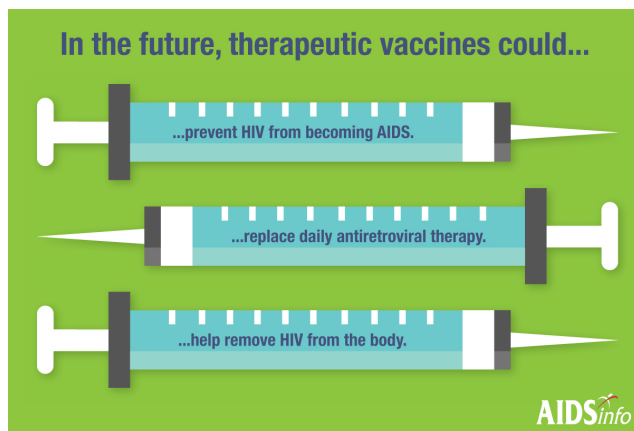 In the future, therapeutic vaccines could...
...prevent HIV from becoming AIDS.
...replace daily antiretroviral therapy.
...help remove HIV from the body.
AIDSinfo